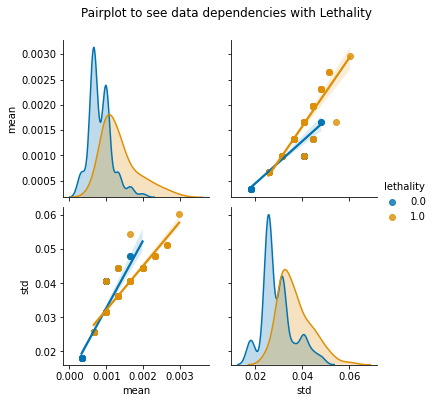 Pairplot to see data dependencies with Lethality
0.0030
0.0025
0.0020
0.0015
0.0010
0.0005
mean
lethality
0.0
1.0
0.06
0.05
0.04
0.03
0.02
std
0.000 0.001 0.002 0.003
mean
0.02 0.04 0.06
std